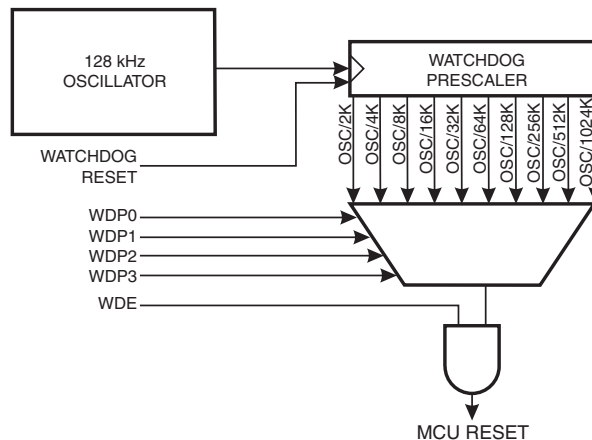 128 kHz
OSCILLATOR
WATCHDOG
PRESCALER
OSC/2K
OSC/4K
OSC/8K
OSC/16K
OSC/32K
OSC/64K
OSC/128K
OSC/256K
OSC/512K
OSC/1024K
WATCHDOG
RESET
WDP0
WDP1
WDP2
WDP3
WDE
MCU RESET